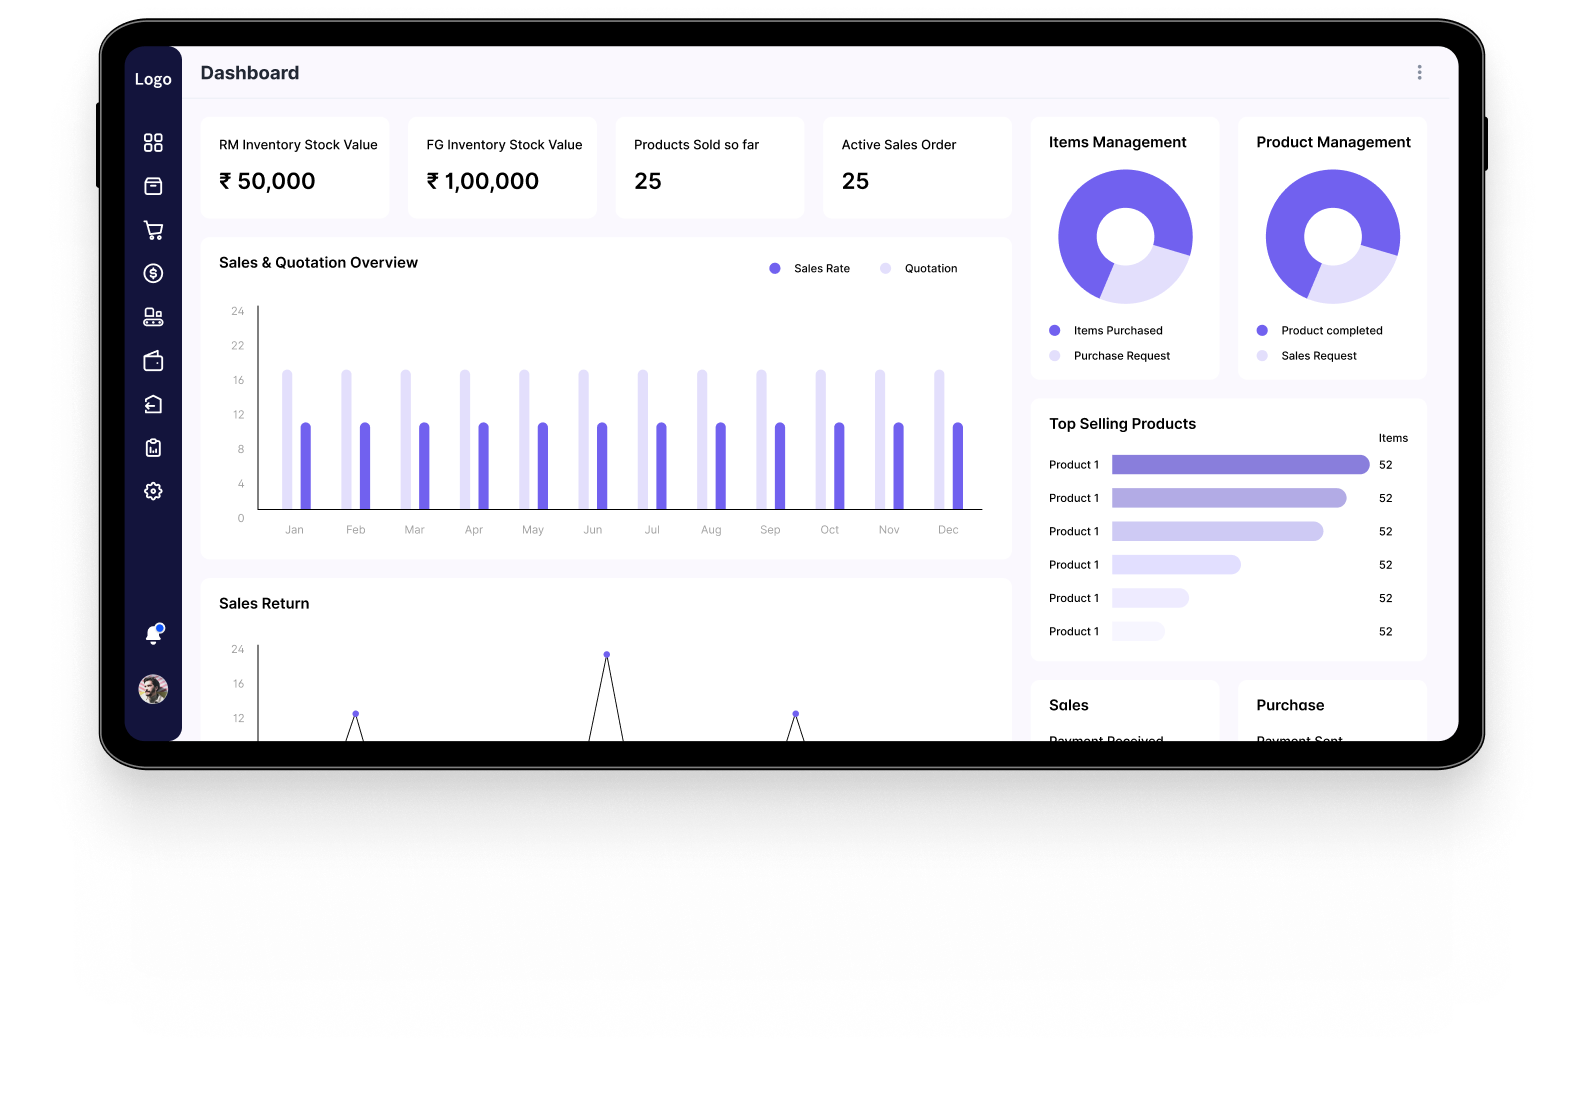 Logo
Dashboard
RM Inventory Stock Value
₹ 50,000
FG Inventory Stock Value
₹ 1,00,000
Products Sold so far
25
Active Sales Order
25
Sales & Quotation Overview
Sales Rate
Quotation
24
22
16
12
8
4
0
Jan Feb Mar Apr May Jun Jul Aug Sep Oct Nov Dec
Sales Return
24
16
12
Items Management
Items Purchased
Purchase Request
Product Management
Product completed
Sales Request
Top Selling Products
Items
Product 1 52
Product 1 52
Product 1 52
Product 1 52
Product 1 52
Product 1 52
Sales
Payment Received
Purchase
Payment Sent